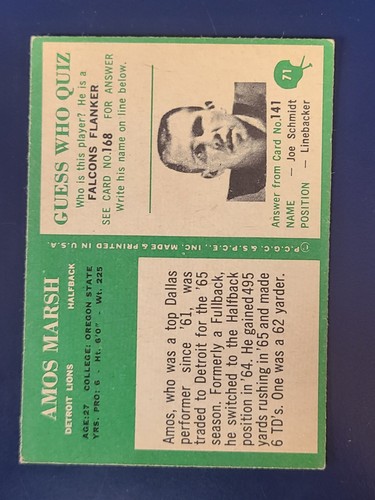 AMOS MARSH
DETROIT LIONS HALFBACK
AGE: 27 COLLEGE: OREGON STATE
YRS. PRO: 6 - Ht. 6'0" - Wt. 225
Amos, who was a top Dallas
performer since '61, was
traded to Detroit for the '65
season. Formerly a Fullback,
he switched to the Halfback
position in '64. He gained 495
yards rushing in '65 and made
6 TD's. One was a 62 yarder.
© P.C.G.C. & S.P.C.E., INC. MADE & PRINTED IN U.S.A.
GUESS WHO QUIZ
Who is this player? He is a
FALCONS FLANKER
SEE CARD NO. 168 FOR ANSWER
Write his name on line below.
71
Answer from Card No. 141
NAME — Joe Schmidt
POSITION — Linebacker